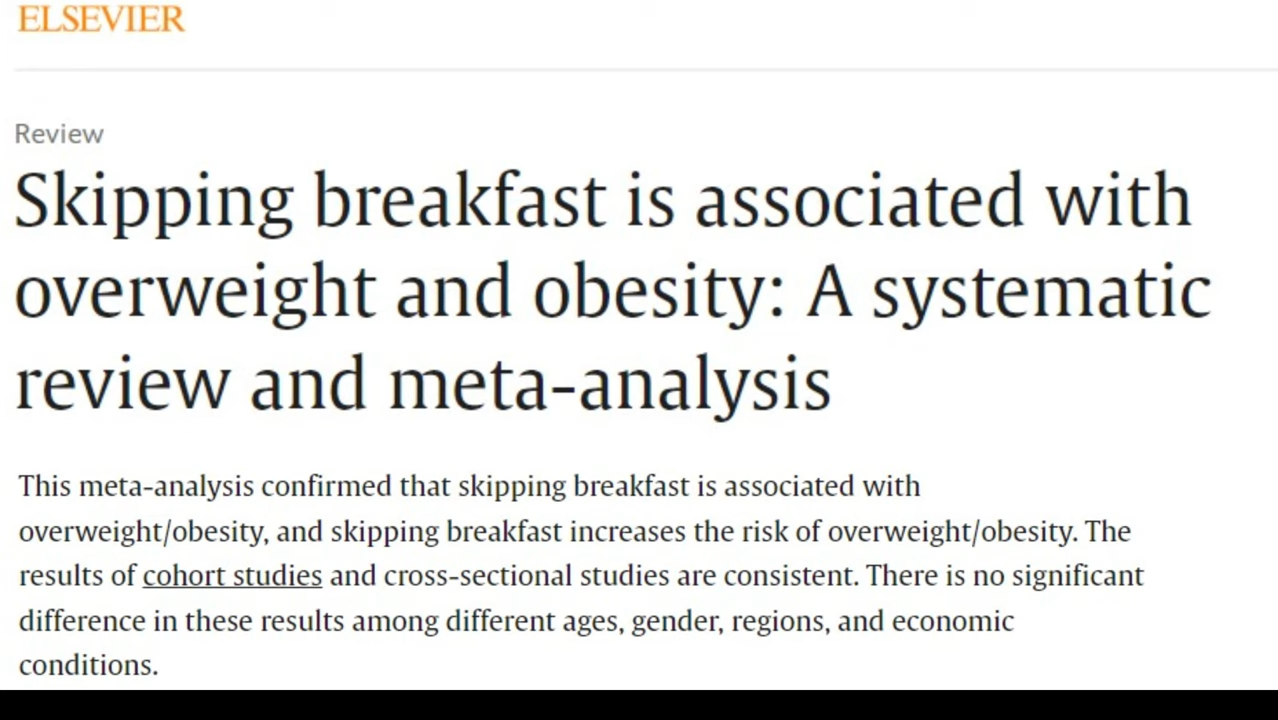 ELSEVIER
Review
Skipping breakfast is associated with
overweight and obesity: A systematic
review and meta-analysis
This meta-analysis confirmed that skipping breakfast is associated with
overweight/obesity, and skipping breakfast increases the risk of overweight/obesity. The
results of cohort studies and cross-sectional studies are consistent. There is no significant
difference in these results among different ages, gender, regions, and economic
conditions.